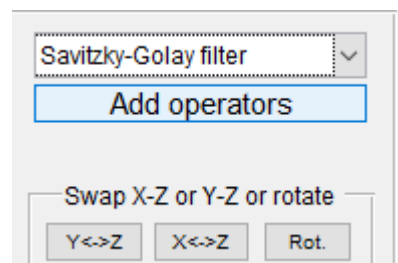 Savitzky-Golay filter
Add operators
Swap X-Z or Y-Z or rotate
Y<->Z X<->Z Rot.